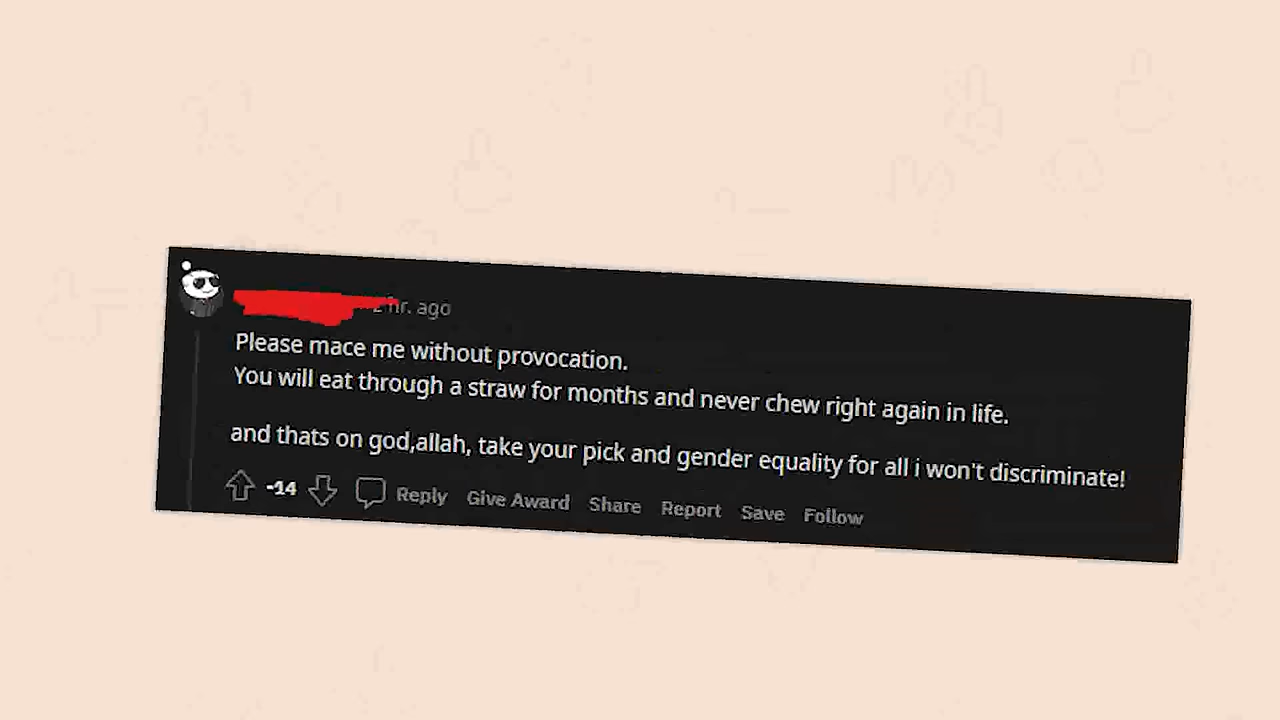 hr. ago
Please mace me without provocation.
You will eat through a straw for months and never chew right again in life.
and thats on god,allah, take your pick and gender equality for all i won't discriminate!
-14 Reply Give Award Share Report Save Follow